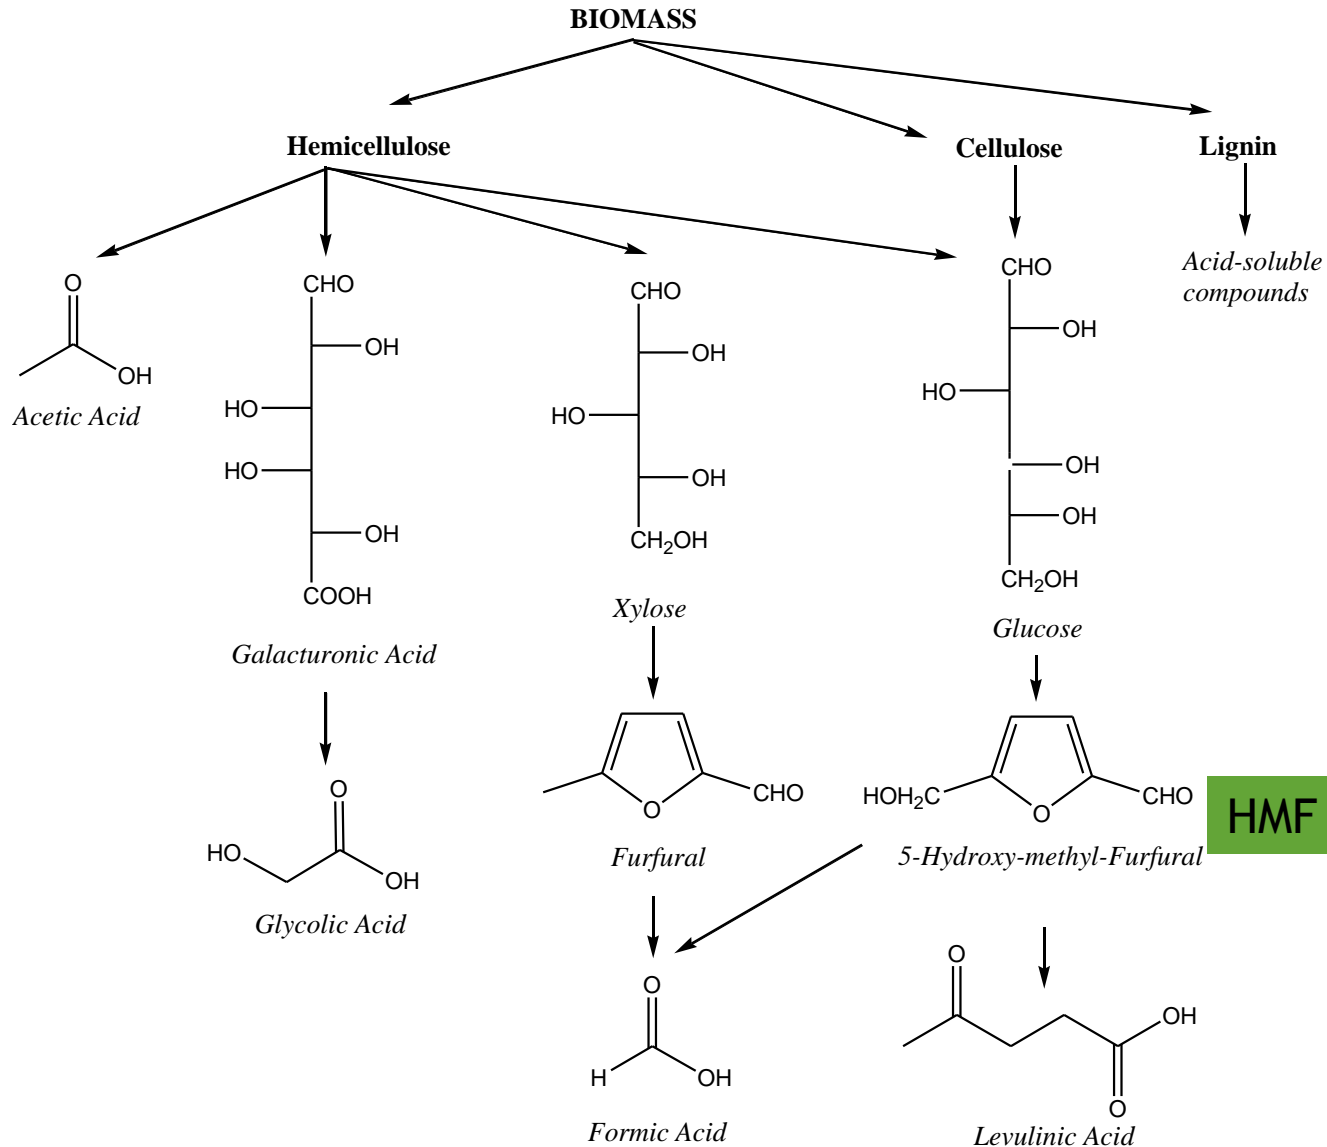 BIOMASS
Hemicellulose
Cellulose
Lignin
O
OH
Acetic Acid
CHO
OH
HO
HO
OH
COOH
Galacturonic Acid
CHO
OH
HO
OH
CH2OH
Xylose
CHO
OH
HO
OH
OH
CH2OH
Glucose
Acid-soluble
compounds
O
HO
OH
Glycolic Acid
O
CHO
Furfural
HOH2C
O
CHO
5-Hydroxy-methyl-Furfural
HMF
O
H
OH
Formic Acid
O
OH
O
Levulinic Acid